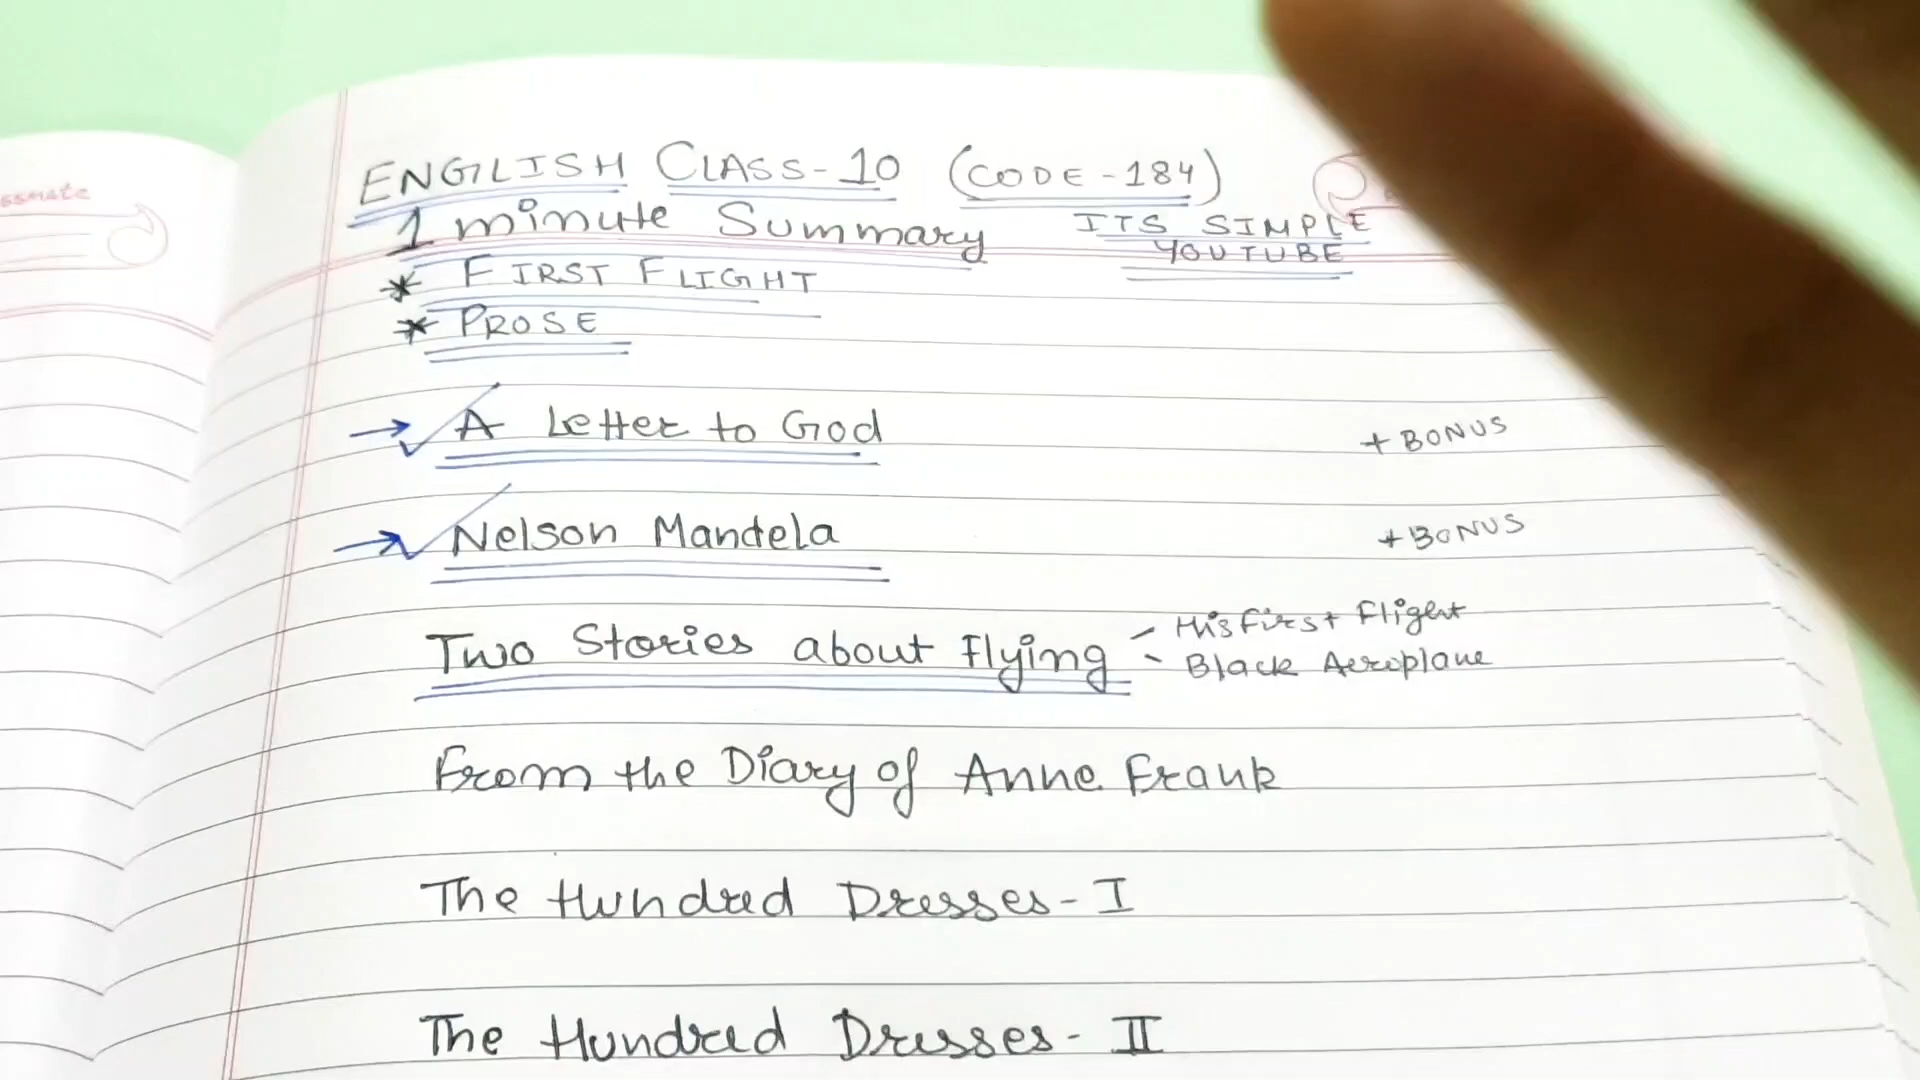 ssmate
ENGLISH CLASS-10 (CODE-184)
1 minute Summary ITS SIMPLE
YOUTUBE
* FIRST FLIGHT
* PROSE
→ ✓ A Letter to God + BONUS
→ ✓ Nelson Mandela + BONUS
Two Stories about Flying - His First Flight
- Black Aeroplane
From the Diary of Anne Frank
The Hundred Dresses - I
The Hundred Dresses - II